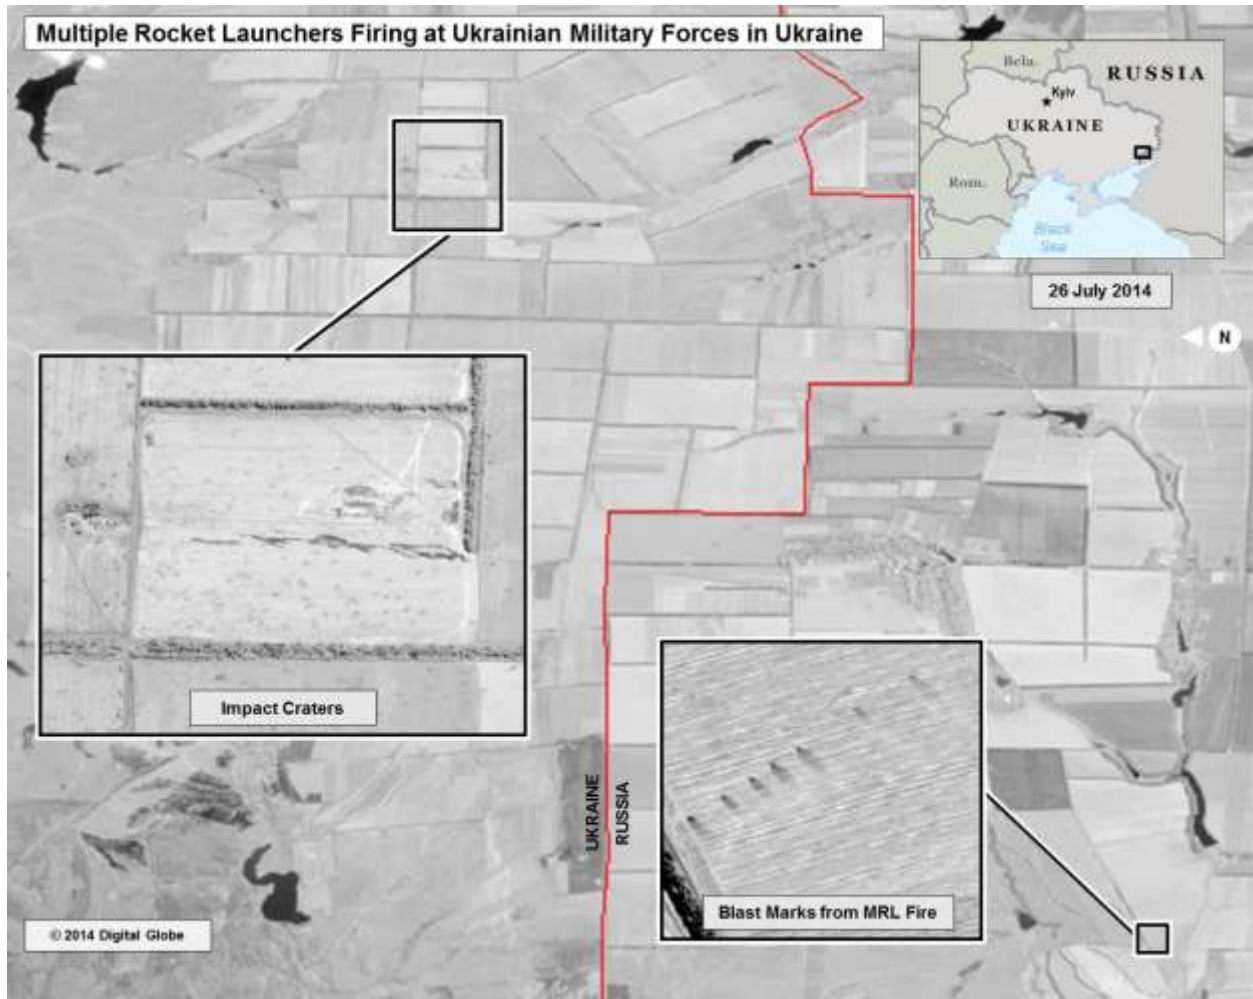 Multiple Rocket Launchers Firing at Ukrainian Military Forces in Ukraine
Bela.
RUSSIA
Kyiv
UKRAINE
Rom.
Black
Sea
26 July 2014
N
Impact Craters
UKRAINE
RUSSIA
Blast Marks from MRL Fire
© 2014 Digital Globe